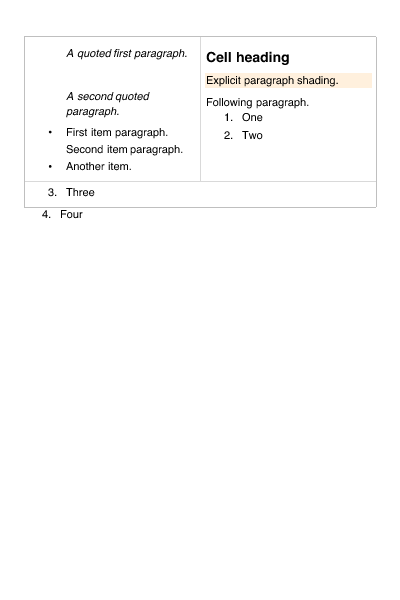 A quoted first paragraph.
A second quoted
paragraph.
• First item paragraph.
Second item paragraph.
• Another item.
Cell heading
Explicit paragraph shading.
Following paragraph.
1. One
2. Two
3. Three
4. Four